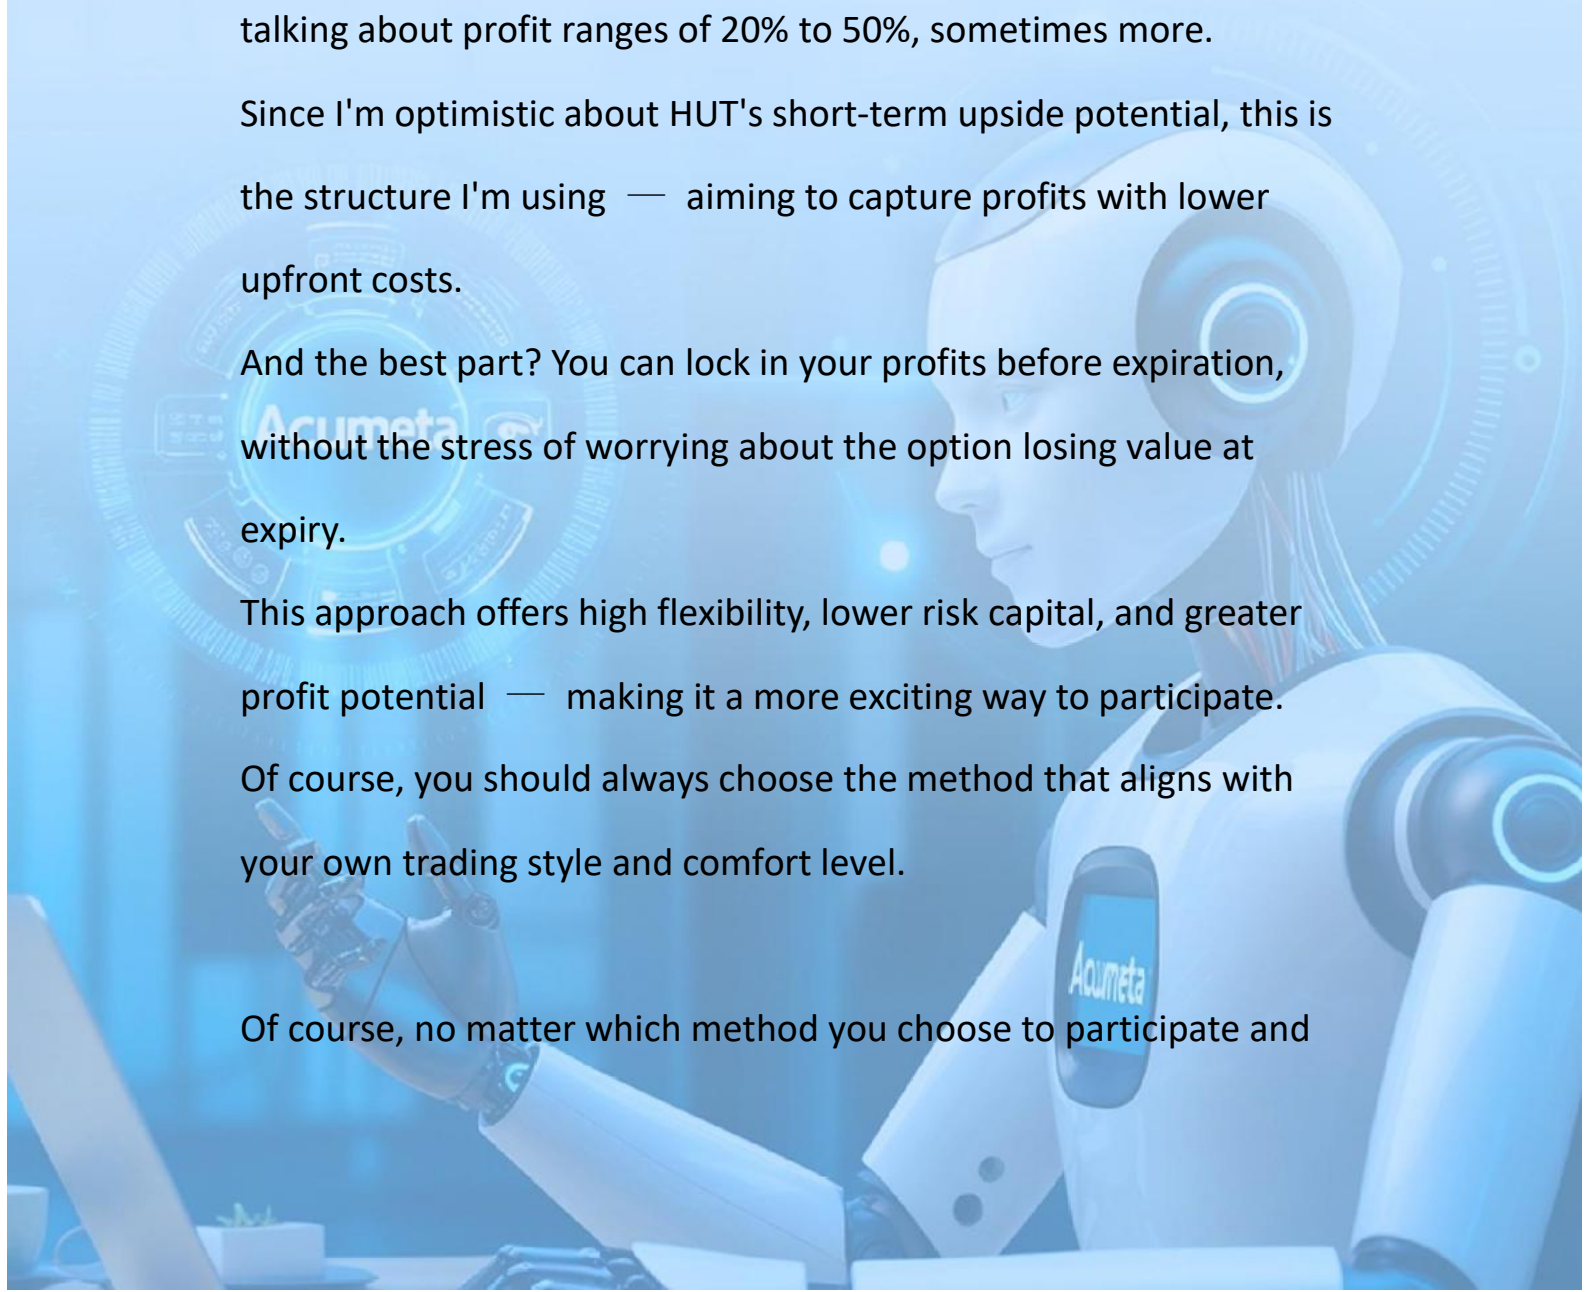 talking about profit ranges of 20% to 50%, sometimes more.
Since I'm optimistic about HUT's short-term upside potential, this is
the structure I'm using — aiming to capture profits with lower
upfront costs.
And the best part? You can lock in your profits before expiration,
Acumeta
without the stress of worrying about the option losing value at
expiry.
This approach offers high flexibility, lower risk capital, and greater
profit potential — making it a more exciting way to participate.
Of course, you should always choose the method that aligns with
your own trading style and comfort level.
Acumeta
Of course, no matter which method you choose to participate and